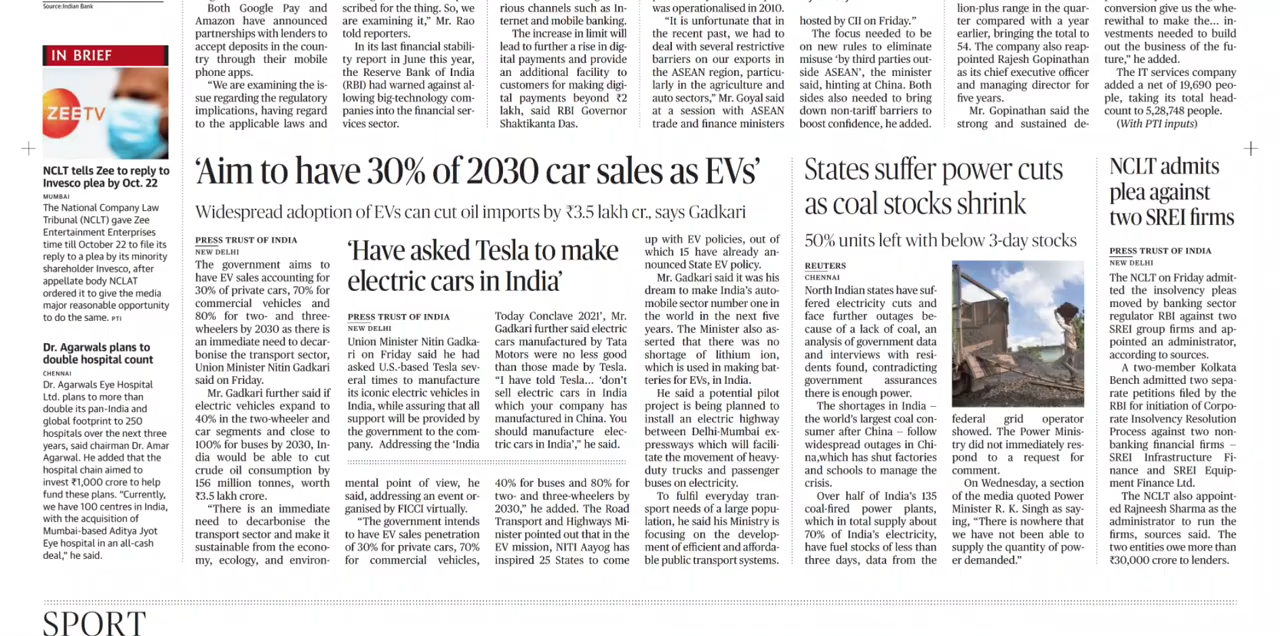 Source:Indian Bank
IN BRIEF
ZEETV
NCLT tells Zee to reply to
Invesco plea by Oct. 22
MUMBAI
The National Company Law
Tribunal (NCLT) gave Zee
Entertainment Enterprises
time till October 22 to file its
reply to a plea by its minority
shareholder Invesco, after
appellate body NCLAT
ordered it to give the media
major reasonable opportunity
to do the same. PTI
Dr. Agarwals plans to
double hospital count
CHENNAI
Dr. Agarwals Eye Hospital
Ltd. plans to more than
double its pan-India and
global footprint to 250
hospitals over the next three
years, said chairman Dr. Amar
Agarwal. He added that the
hospital chain aimed to
invest ₹1,000 crore to help
fund these plans. "Currently,
we have 100 centres in India,
with the acquisition of
Mumbai-based Aditya Jyot
Eye hospital in an all-cash
deal," he said.
Both Google Pay and
Amazon have announced
partnerships with lenders to
accept deposits in the coun-
try through their mobile
phone apps.
"We are examining the is-
sue regarding the regulatory
implications, having regard
to the applicable laws and
scribed for the thing. So, we
are examining it," Mr. Rao
told reporters.
In its last financial stabili-
ty report in June this year,
the Reserve Bank of India
(RBI) had warned against al-
lowing big-technology com-
panies into the financial ser-
vices sector.
rious channels such as In-
ternet and mobile banking.
The increase in limit will
lead to further a rise in dig-
ital payments and provide
an additional facility to
customers for making digi-
tal payments beyond ₹2
lakh, said RBI Governor
Shaktikanta Das.
was operationalised in 2010.
"It is unfortunate that in
the recent past, we had to
deal with several restrictive
barriers on our exports in
the ASEAN region, particu-
larly in the agriculture and
auto sectors," Mr. Goyal said
at a session with ASEAN
trade and finance ministers
hosted by CII on Friday."
The focus needed to be
on new rules to eliminate
misuse 'by third parties out-
side ASEAN', the minister
said, hinting at China. Both
sides also needed to bring
down non-tariff barriers to
boost confidence, he added.
lion-plus range in the quar-
ter compared with a year
earlier, bringing the total to
54. The company also reap-
pointed Rajesh Gopinathan
as its chief executive officer
and managing director for
five years.
Mr. Gopinathan said the
strong and sustained de-
conversion give us the whe-
rewithal to make the... in-
vestments needed to build
out the business of the fu-
ture," he added.
The IT services company
added a net of 19,690 peo-
ple, taking its total head-
count to 5,28,748 people.
(With PTI inputs)
'Aim to have 30% of 2030 car sales as EVs'
Widespread adoption of EVs can cut oil imports by ₹3.5 lakh cr., says Gadkari
PRESS TRUST OF INDIA
NEW DELHI
The government aims to
have EV sales accounting for
30% of private cars, 70% for
commercial vehicles and
80% for two- and three-
wheelers by 2030 as there is
an immediate need to decar-
bonise the transport sector,
Union Minister Nitin Gadkari
said on Friday.
Mr. Gadkari further said if
electric vehicles expand to
40% in the two-wheeler and
car segments and close to
100% for buses by 2030, In-
dia would be able to cut
crude oil consumption by
156 million tonnes, worth
₹3.5 lakh crore.
"There is an immediate
need to decarbonise the
transport sector and make it
sustainable from the econo-
my, ecology, and environ-
'Have asked Tesla to make
electric cars in India'
PRESS TRUST OF INDIA
NEW DELHI
Union Minister Nitin Gadka-
ri on Friday said he had
asked U.S.-based Tesla sev-
eral times to manufacture
its iconic electric vehicles in
India, while assuring that all
support will be provided by
the government to the com-
pany. Addressing the 'India
Today Conclave 2021', Mr.
Gadkari further said electric
cars manufactured by Tata
Motors were no less good
than those made by Tesla.
"I have told Tesla... 'don't
sell electric cars in India
which your company has
manufactured in China. You
should manufacture elec-
tric cars in India'," he said.
mental point of view, he
said, addressing an event or-
ganised by FICCI virtually.
"The government intends
to have EV sales penetration
of 30% for private cars, 70%
for commercial vehicles,
40% for buses and 80% for
two- and three-wheelers by
2030," he added. The Road
Transport and Highways Mi-
nister pointed out that in the
EV mission, NITI Aayog has
inspired 25 States to come
up with EV policies, out of
which 15 have already an-
nounced State EV policy.
Mr. Gadkari said it was his
dream to make India's auto-
mobile sector number one in
the world in the next five
years. The Minister also as-
serted that there was no
shortage of lithium ion,
which is used in making bat-
teries for EVs, in India.
He said a potential pilot
project is being planned to
install an electric highway
between Delhi-Mumbai ex-
pressways which will facili-
tate the movement of heavy-
duty trucks and passenger
buses on electricity.
To fulfil everyday tran-
sport needs of a large popu-
lation, he said his Ministry is
focusing on the develop-
ment of efficient and afforda-
ble public transport systems.
States suffer power cuts
as coal stocks shrink
50% units left with below 3-day stocks
REUTERS
CHENNAI
North Indian states have suf-
fered electricity cuts and
face further outages be-
cause of a lack of coal, an
analysis of government data
and interviews with resi-
dents found, contradicting
government assurances
there is enough power.
The shortages in India –
the world's largest coal con-
sumer after China – follow
widespread outages in Chi-
na,which has shut factories
and schools to manage the
crisis.
Over half of India's 135
coal-fired power plants,
which in total supply about
70% of India's electricity,
have fuel stocks of less than
three days, data from the
federal grid operator
showed. The Power Minis-
try did not immediately res-
pond to a request for
comment.
On Wednesday, a section
of the media quoted Power
Minister R. K. Singh as say-
ing, "There is nowhere that
we have not been able to
supply the quantity of pow-
er demanded."
NCLT admits
plea against
two SREI firms
PRESS TRUST OF INDIA
NEW DELHI
The NCLT on Friday admit-
ted the insolvency pleas
moved by banking sector
regulator RBI against two
SREI group firms and ap-
pointed an administrator,
according to sources.
A two-member Kolkata
Bench admitted two sepa-
rate petitions filed by the
RBI for initiation of Corpo-
rate Insolvency Resolution
Process against two non-
banking financial firms –
SREI Infrastructure Fi-
nance and SREI Equip-
ment Finance Ltd.
The NCLT also appoint-
ed Rajneesh Sharma as the
administrator to run the
firms, sources said. The
two entities owe more than
₹30,000 crore to lenders.
SPORT